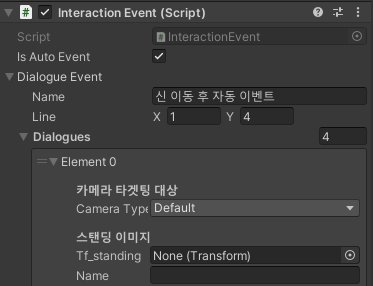 Interaction Event (Script)
Script InteractionEvent
Is Auto Event
Dialogue Event
Name 신 이동 후 자동 이벤트
Line X 1 Y 4
Dialogues 4
Element 0
카메라 타겟팅 대상
Camera Type Default
스탠딩 이미지
Tf_standing None (Transform)
Name